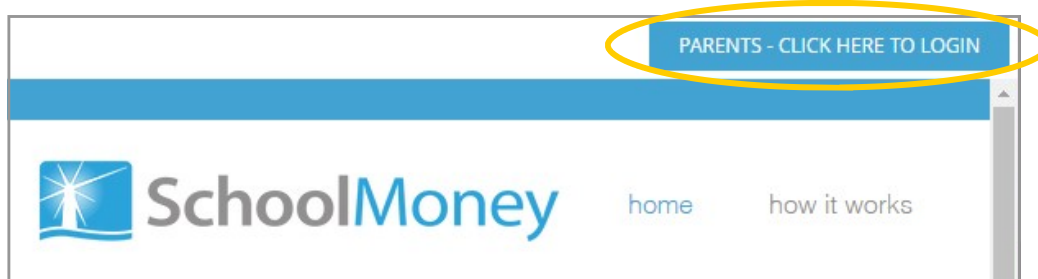 PARENTS - CLICK HERE TO LOGIN
SchoolMoney
home how it works